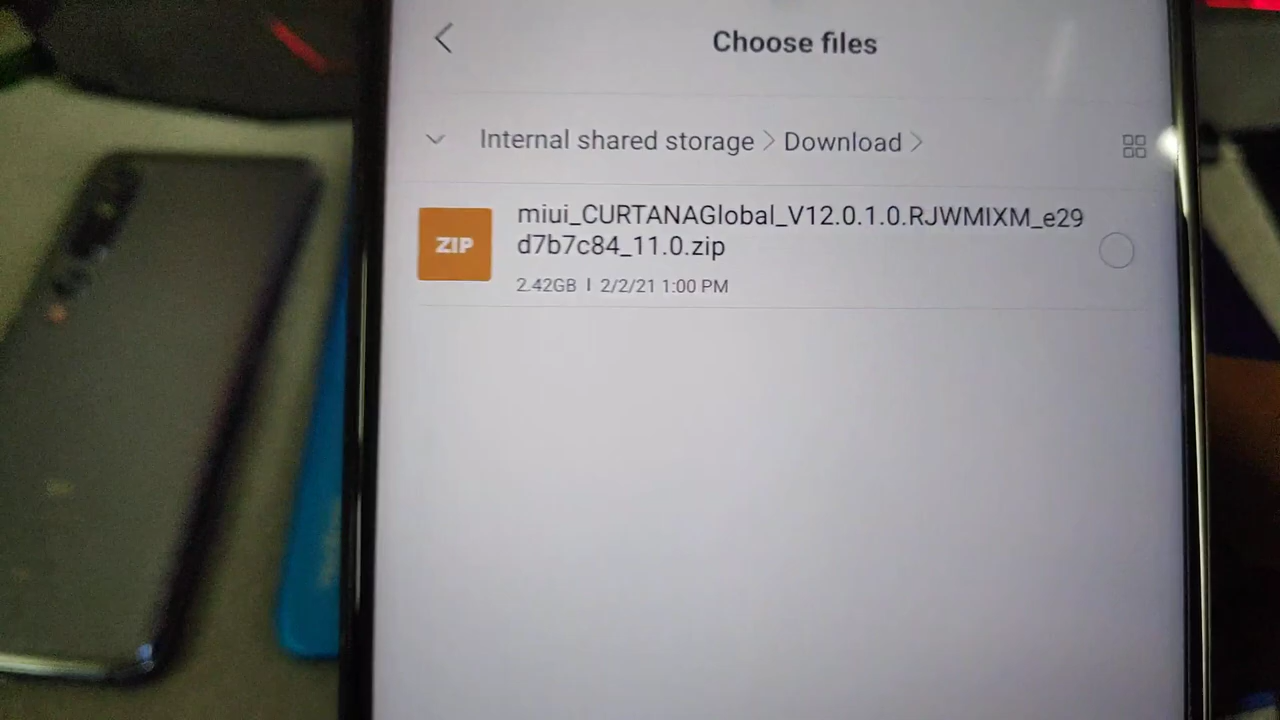 Choose files
Internal shared storage > Download >
ZIP
miui_CURTANAGlobal_V12.0.1.0.RJWMIXM_e29
d7b7c84_11.0.zip
2.42GB | 2/2/21 1:00 PM